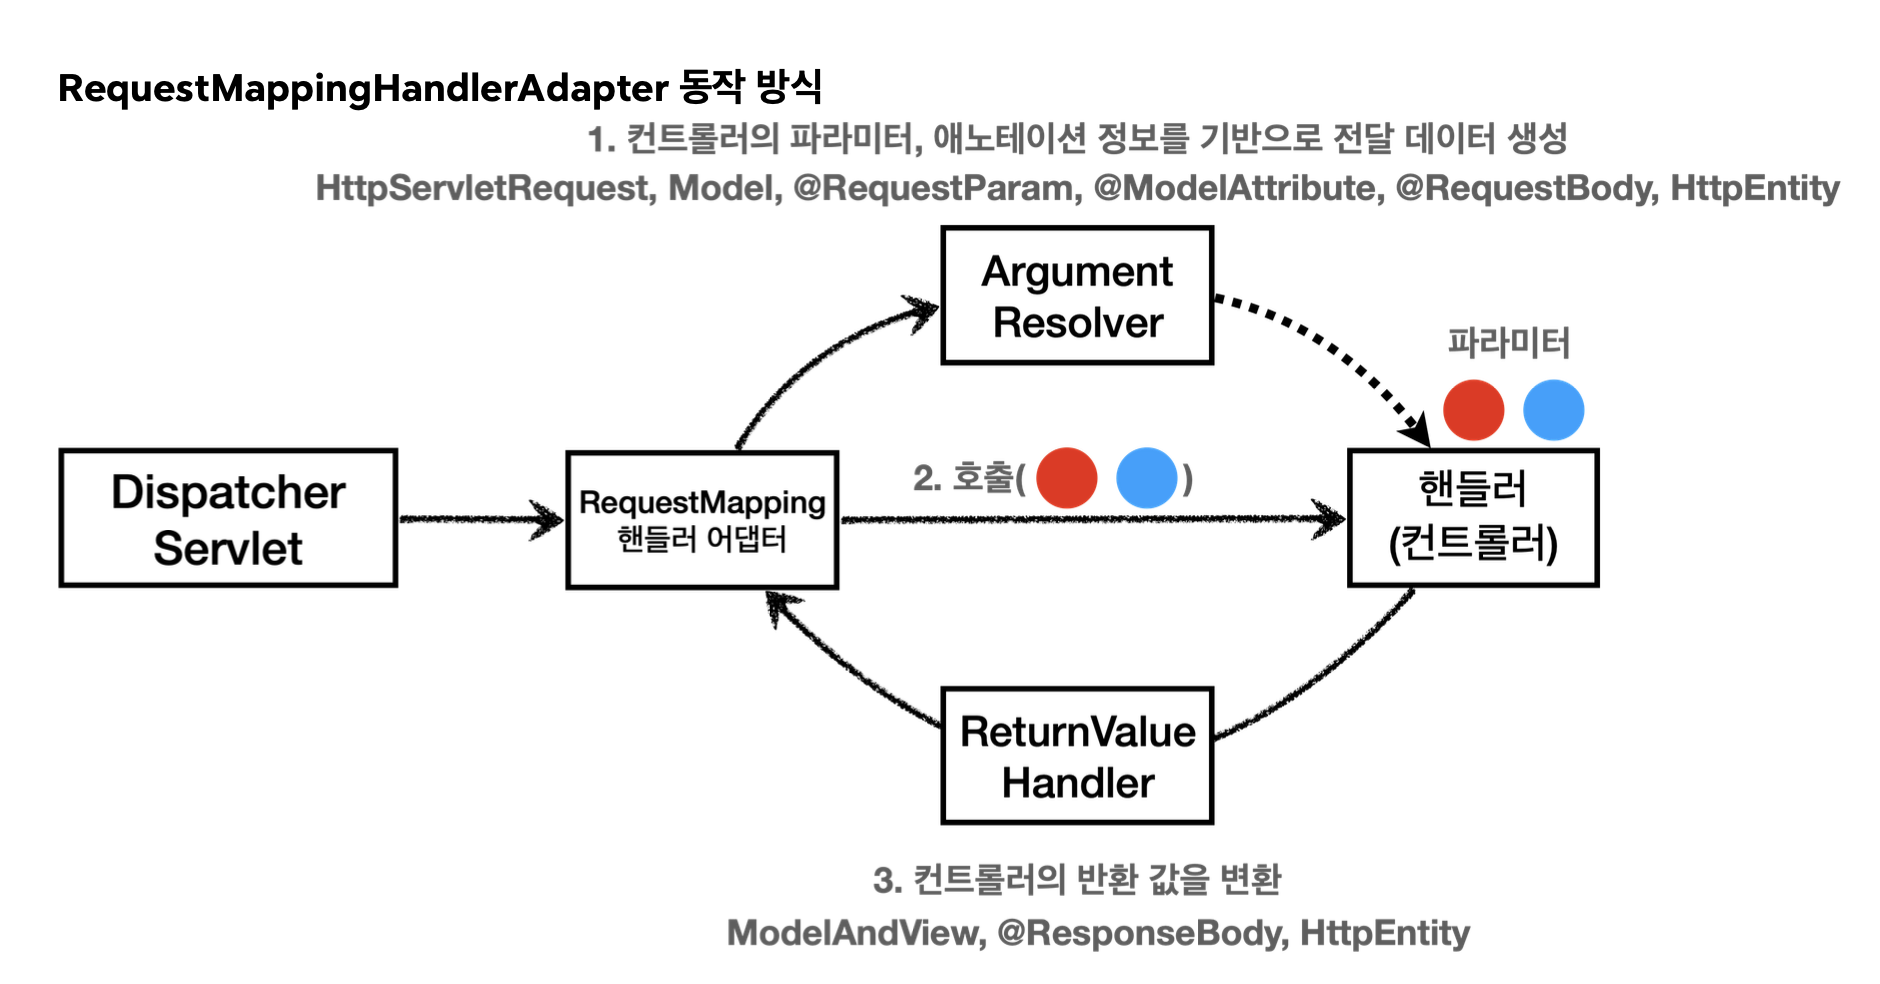 RequestMappingHandlerAdapter 동작 방식
1. 컨트롤러의 파라미터, 애노테이션 정보를 기반으로 전달 데이터 생성
HttpServletRequest, Model, @RequestParam, @ModelAttribute, @RequestBody, HttpEntity
Argument
Resolver
파라미터
Dispatcher
Servlet
RequestMapping
핸들러 어댑터
2. 호출( )
핸들러
(컨트롤러)
ReturnValue
Handler
3. 컨트롤러의 반환 값을 변환
ModelAndView, @ResponseBody, HttpEntity